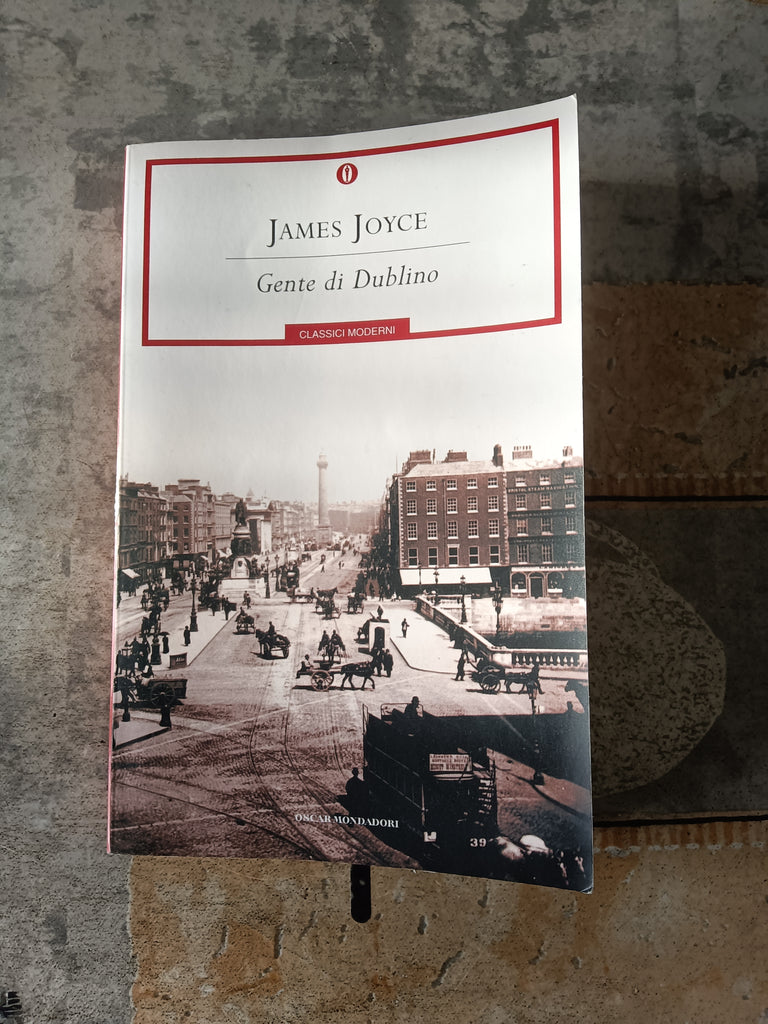 JAMES JOYCE
Gente di Dublino
CLASSICI MODERNI
OSCAR MONDADORI
39